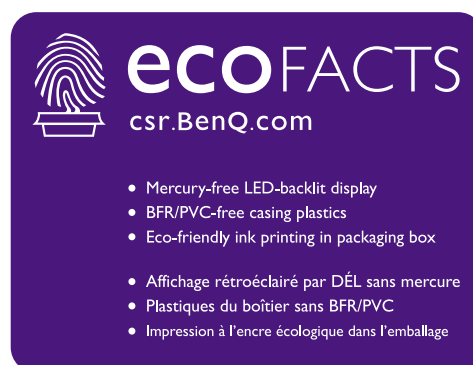 ecoFACTS
csr.BenQ.com
• Mercury-free LED-backlit display
• BFR/PVC-free casing plastics
• Eco-friendly ink printing in packaging box
• Affichage rétroéclairé par DÉL sans mercure
• Plastiques du boîtier sans BFR/PVC
• Impression à l'encre écologique dans l'emballage